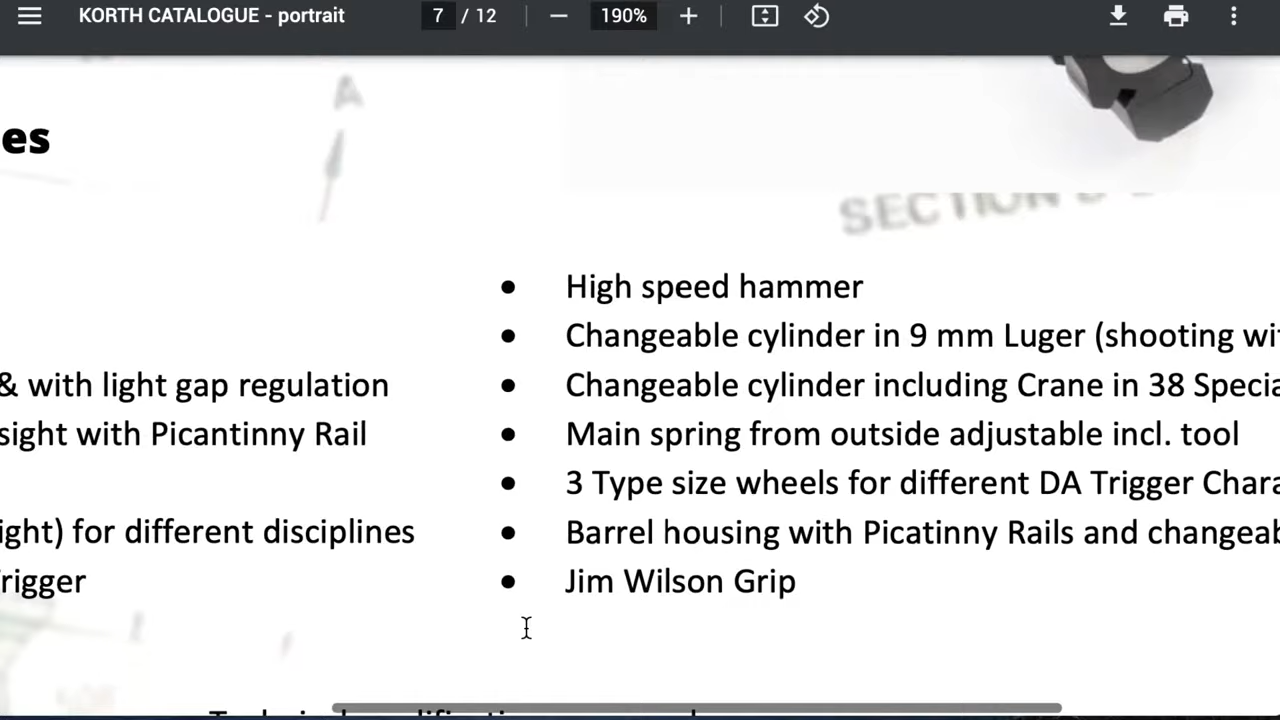 KORTH CATALOGUE - portrait 7 / 12 190%
A
es
SECTION
High speed hammer
Changeable cylinder in 9 mm Luger (shooting wi
& with light gap regulation
Changeable cylinder including Crane in 38 Specia
sight with Picantinny Rail
Main spring from outside adjustable incl. tool
3 Type size wheels for different DA Trigger Chara
ight) for different disciplines
Barrel housing with Picatinny Rails and changeab
rigger
Jim Wilson Grip